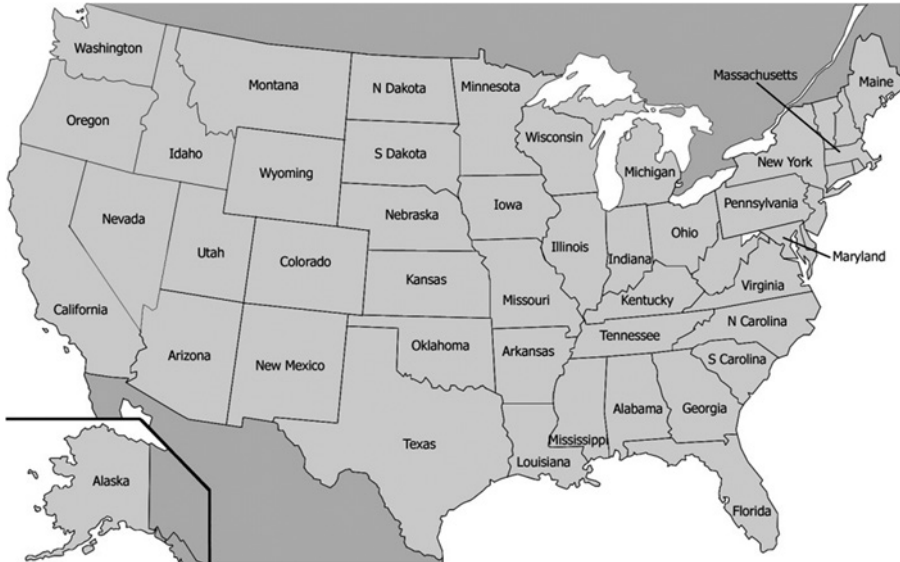 Washington
Montana
N Dakota
Minnesota
Massachusetts
Maine
Oregon
Idaho
S Dakota
Wisconsin
Wyoming
Michigan
New York
Nevada
Nebraska
Iowa
Pennsylvania
Utah
Colorado
Illinois
Indiana
Ohio
Maryland
California
Kansas
Missouri
Kentucky
Virginia
Arizona
New Mexico
Oklahoma
Arkansas
Tennessee
N Carolina
S Carolina
Texas
Louisiana
Mississippi
Alabama
Georgia
Alaska
Florida